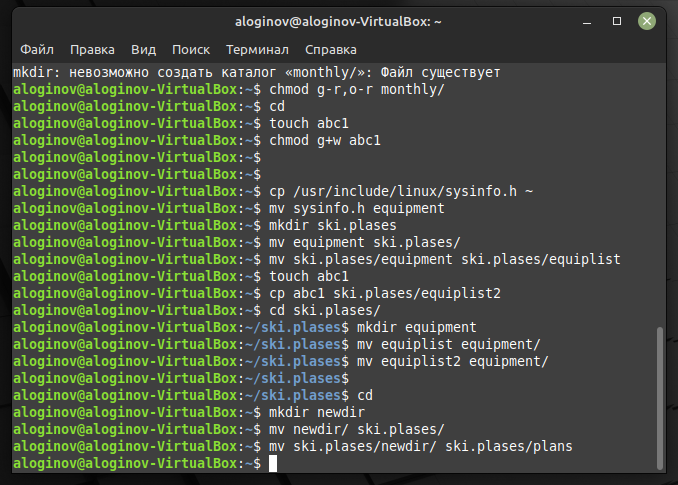 aloginov@aloginov-VirtualBox: ~
Файл Правка Вид Поиск Терминал Справка
mkdir: невозможно создать каталог «monthly/»: Файл существует
aloginov@aloginov-VirtualBox:~$ chmod g-r,o-r monthly/
aloginov@aloginov-VirtualBox:~$ cd
aloginov@aloginov-VirtualBox:~$ touch abc1
aloginov@aloginov-VirtualBox:~$ chmod g+w abc1
aloginov@aloginov-VirtualBox:~$
aloginov@aloginov-VirtualBox:~$
aloginov@aloginov-VirtualBox:~$ cp /usr/include/linux/sysinfo.h ~
aloginov@aloginov-VirtualBox:~$ mv sysinfo.h equipment
aloginov@aloginov-VirtualBox:~$ mkdir ski.plases
aloginov@aloginov-VirtualBox:~$ mv equipment ski.plases/
aloginov@aloginov-VirtualBox:~$ mv ski.plases/equipment ski.plases/equiplist
aloginov@aloginov-VirtualBox:~$ touch abc1
aloginov@aloginov-VirtualBox:~$ cp abc1 ski.plases/equiplist2
aloginov@aloginov-VirtualBox:~$ cd ski.plases/
aloginov@aloginov-VirtualBox:~/ski.plases$ mkdir equipment
aloginov@aloginov-VirtualBox:~/ski.plases$ mv equiplist equipment/
aloginov@aloginov-VirtualBox:~/ski.plases$ mv equiplist2 equipment/
aloginov@aloginov-VirtualBox:~/ski.plases$
aloginov@aloginov-VirtualBox:~/ski.plases$ cd
aloginov@aloginov-VirtualBox:~$ mkdir newdir
aloginov@aloginov-VirtualBox:~$ mv newdir/ ski.plases/
aloginov@aloginov-VirtualBox:~$ mv ski.plases/newdir/ ski.plases/plans
aloginov@aloginov-VirtualBox:~$